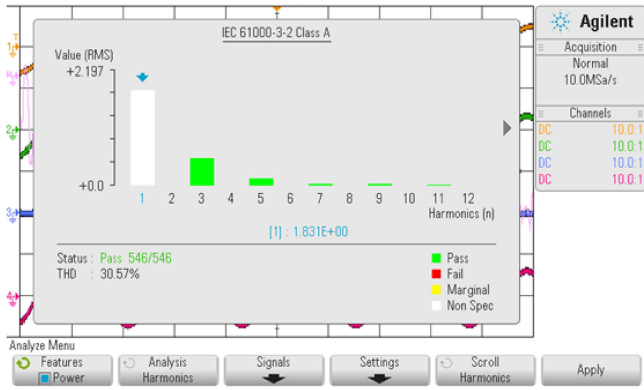 IEC 61000-3-2 Class A
Agilent
Value (RMS)
+2.197
+0.0
1 2 3 4 5 6 7 8 9 10 11 12
Harmonics (n)
[1] : 1.831E+00
Status : Pass 546/546
THD : 30.57%
Pass
Fail
Marginal
Non Spec
Acquisition
Normal
10.0MSa/s
Channels
DC 10.0:1
DC 10.0:1
DC 10.0:1
DC 10.0:1
Analyze Menu
Features
Power
Analysis
Harmonics
Signals
Settings
Scroll
Harmonics
Apply